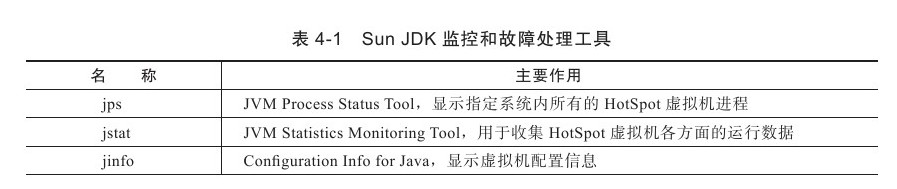 表 4-1 Sun JDK 监控和故障处理工具
名 称 主要作用
jps JVM Process Status Tool，显示指定系统内所有的 HotSpot 虚拟机进程
jstat JVM Statistics Monitoring Tool，用于收集 HotSpot 虚拟机各方面的运行数据
jinfo Configuration Info for Java，显示虚拟机配置信息